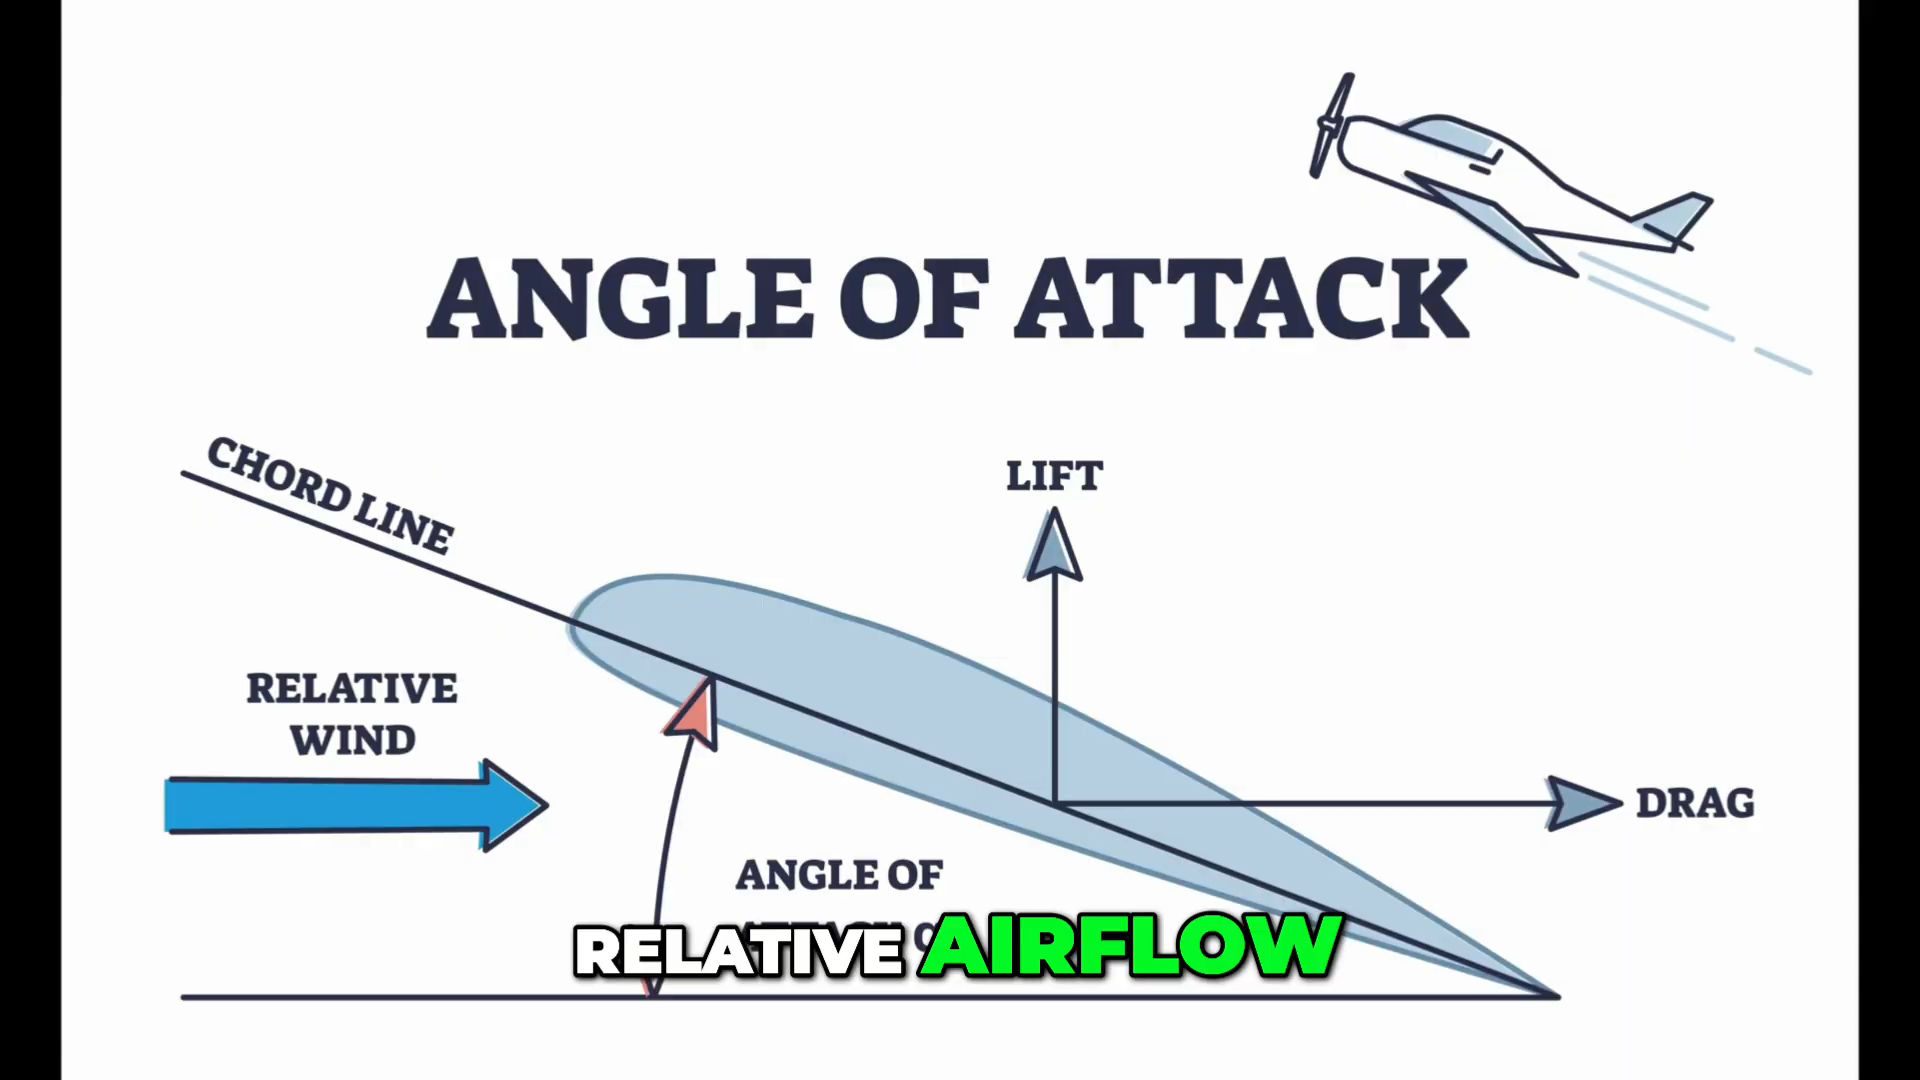 ANGLE OF ATTACK
CHORD LINE
LIFT
RELATIVE
WIND
DRAG
ANGLE OF
RELATIVE AIRFLOW